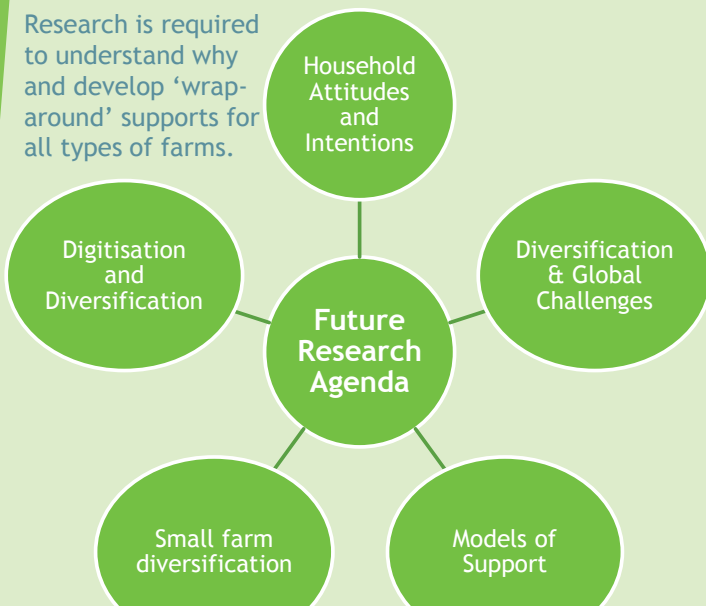 Research is required
to understand why
and develop ‘wrap-
around’ supports for
all types of farms.
Household
Attitudes
and
Intentions
Diversification
& Global
Challenges
Models of
Support
Small farm
diversification
Digitisation
and
Diversification
Future
Research
Agenda